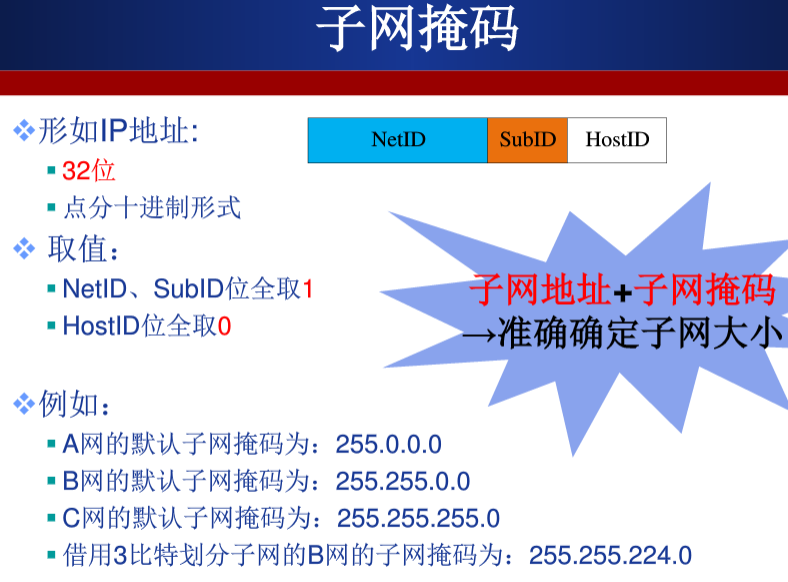 子网掩码
形如IP地址:
32位
点分十进制形式
NetID SubID HostID
取值：
NetID、SubID位全取1
HostID位全取0
子网地址+子网掩码
→准确确定子网大小
例如：
A网的默认子网掩码为：255.0.0.0
B网的默认子网掩码为：255.255.0.0
C网的默认子网掩码为：255.255.255.0
借用3比特划分子网的B网的子网掩码为：255.255.224.0